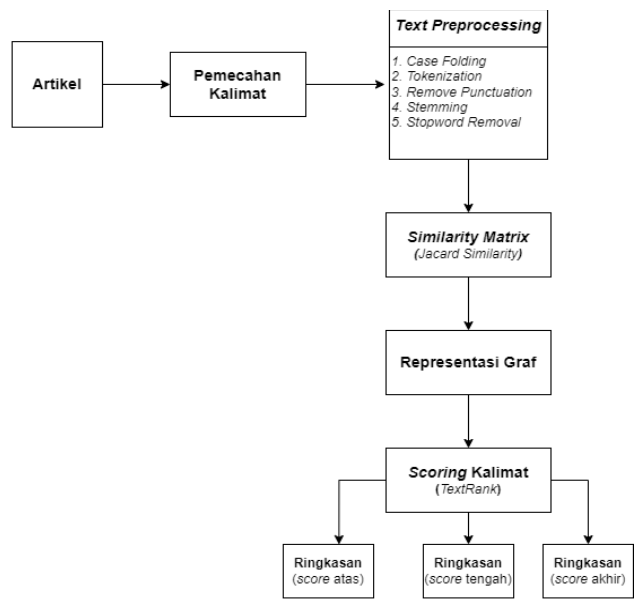 Artikel
Pemecahan
Kalimat
Text Preprocessing
1. Case Folding
2. Tokenization
3. Remove Punctuation
4. Stemming
5. Stopword Removal
Similarity Matrix
(Jacard Similarity)
Representasi Graf
Scoring Kalimat
(TextRank)
Ringkasan
(score atas)
Ringkasan
(score tengah)
Ringkasan
(score akhir)